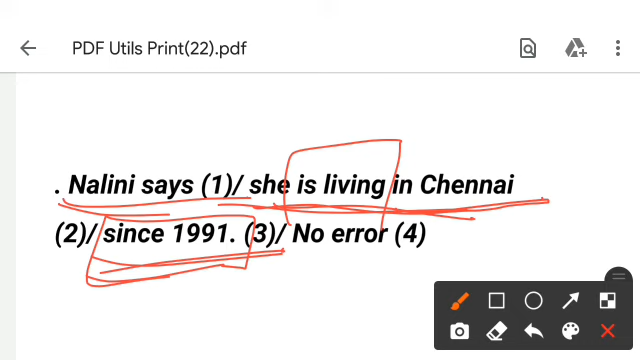 PDF Utils Print(22).pdf
. Nalini says (1)/ she is living in Chennai
(2)/ since 1991. (3)/ No error (4)